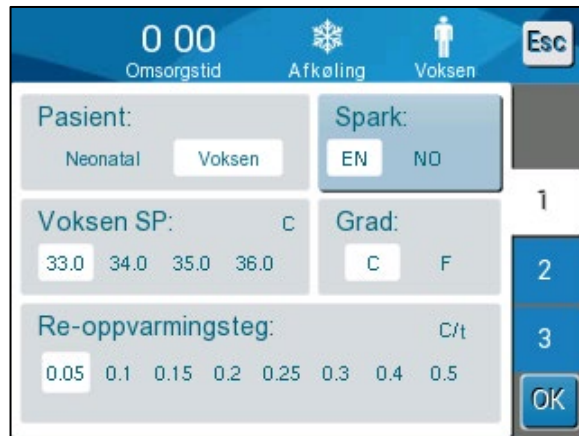 0 00
Omsorgstid
Afkøling
Voksen
Esc
Pasient:
Neonatal Voksen
Spark:
EN NO
Voksen SP: C
33.0 34.0 35.0 36.0
Grad:
C F
Re-oppvarmingsteg: C/t
0.05 0.1 0.15 0.2 0.25 0.3 0.4 0.5
1
2
3
OK